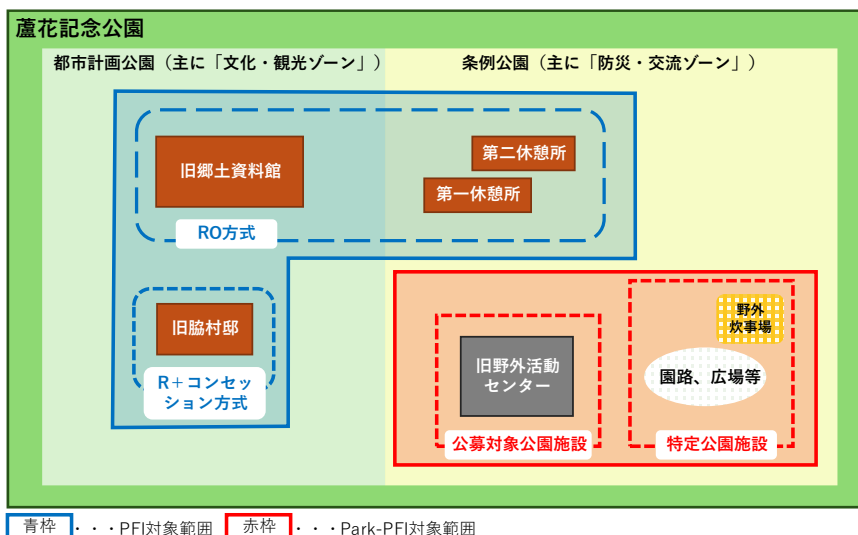 蘆花記念公園
都市計画公園（主に「文化・観光ゾーン」）
条例公園（主に「防災・交流ゾーン」）
旧郷土資料館
第二休憩所
第一休憩所
RO方式
旧脇村邸
R＋コンセッ
ション方式
野外
炊事場
旧野外活動
センター
園路、広場等
公募対象公園施設
特定公園施設
青枠・・・PFI対象範囲
赤枠・・・Park-PFI対象範囲